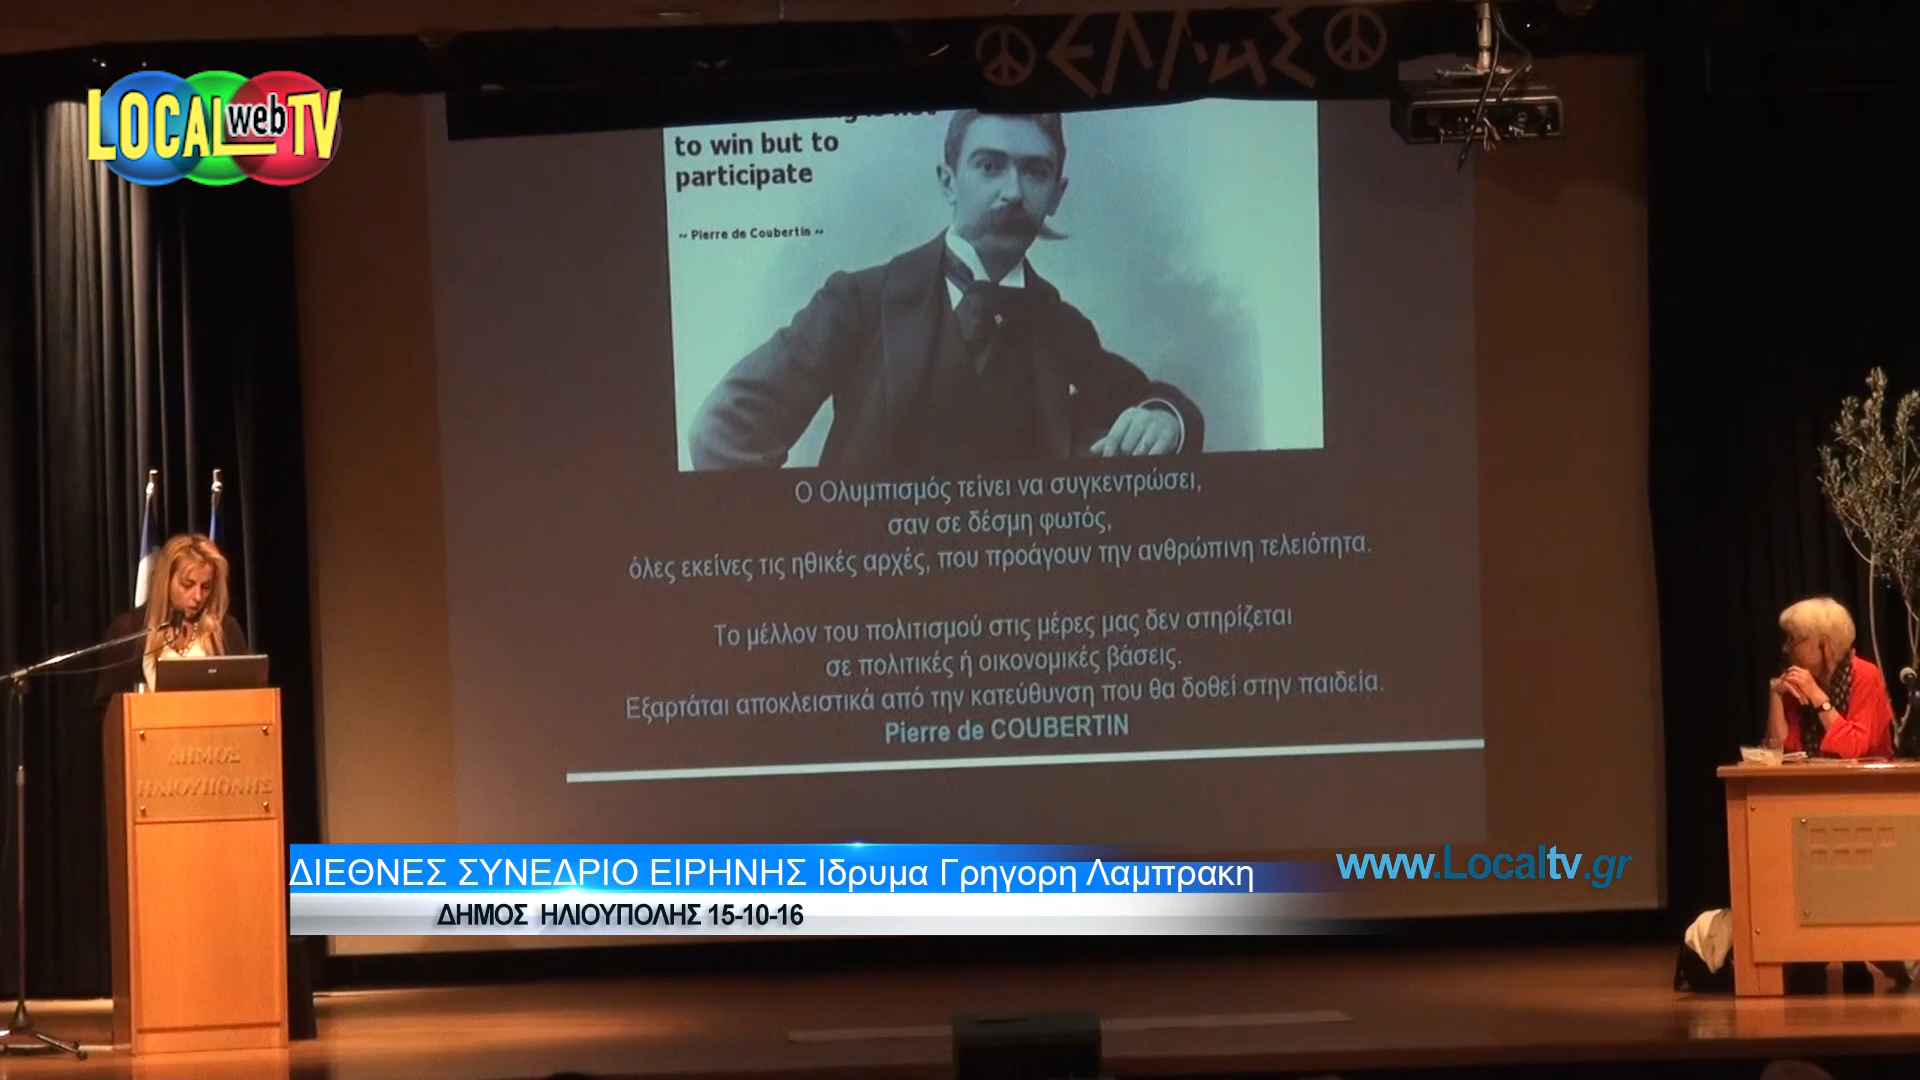 LOCAL web TV
ΕΛΛΗΣ
to win but to
participate
~ Pierre de Coubertin ~
Ο Ολυμπισμός τείνει να συγκεντρώσει,
σαν σε δέσμη φωτός,
όλες εκείνες τις ηθικές αρχές, που προάγουν την ανθρώπινη τελειότητα.
Το μέλλον του πολιτισμού στις μέρες μας δεν στηρίζεται
σε πολιτικές ή οικονομικές βάσεις.
Εξαρτάται αποκλειστικά από την κατεύθυνση που θα δοθεί στην παιδεία.
Pierre de COUBERTIN
ΔΗΜΟΣ
ΗΛΙΟΥΠΟΛΗΣ
ΔΙΕΘΝΕΣ ΣΥΝΕΔΡΙΟ ΕΙΡΗΝΗΣ Ιδρυμα Γρηγορη Λαμπρακη
www.Localtv.gr
ΔΗΜΟΣ ΗΛΙΟΥΠΟΛΗΣ 15-10-16